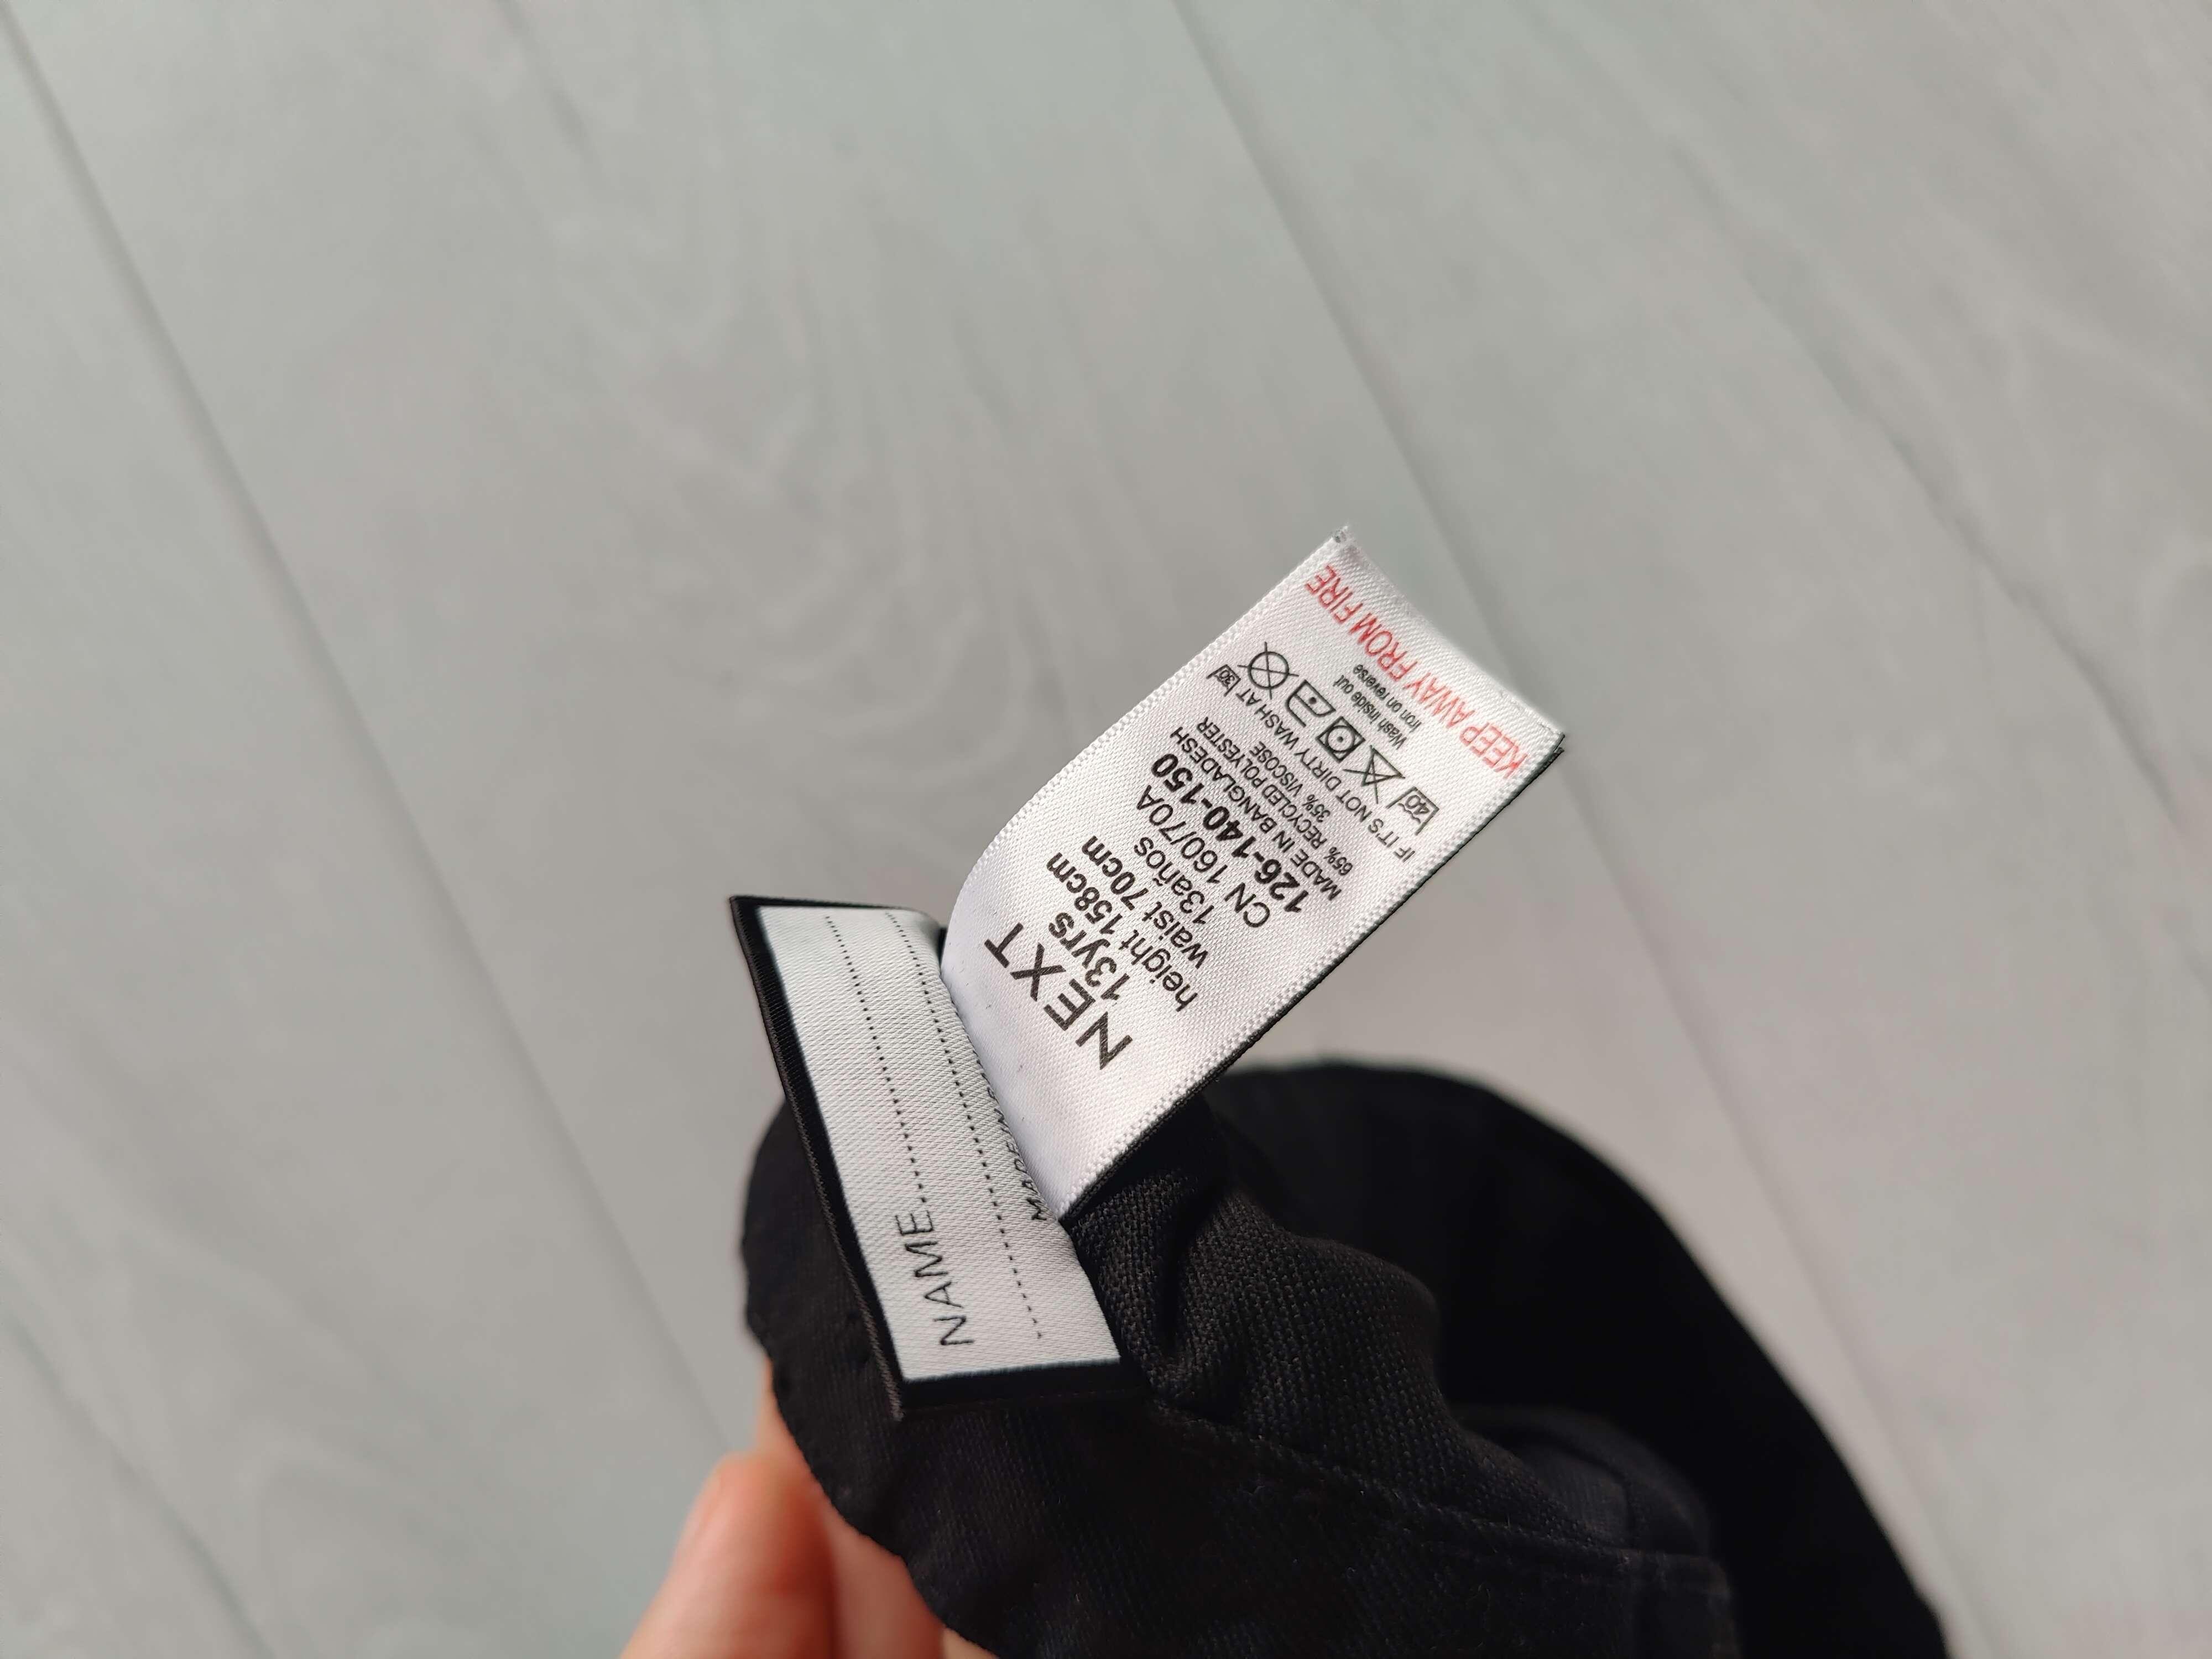 NEXT
13yrs
height 158cm
waist 70cm
13años
CN 160/70A
126-140-150
MADE IN BANGLADESH
65% RECYCLED POLYESTER
35% VISCOSE
IF IT'S NOT DIRTY WASH AT 30
40
Wash inside out
Iron on reverse
KEEP AWAY FROM FIRE
NAME